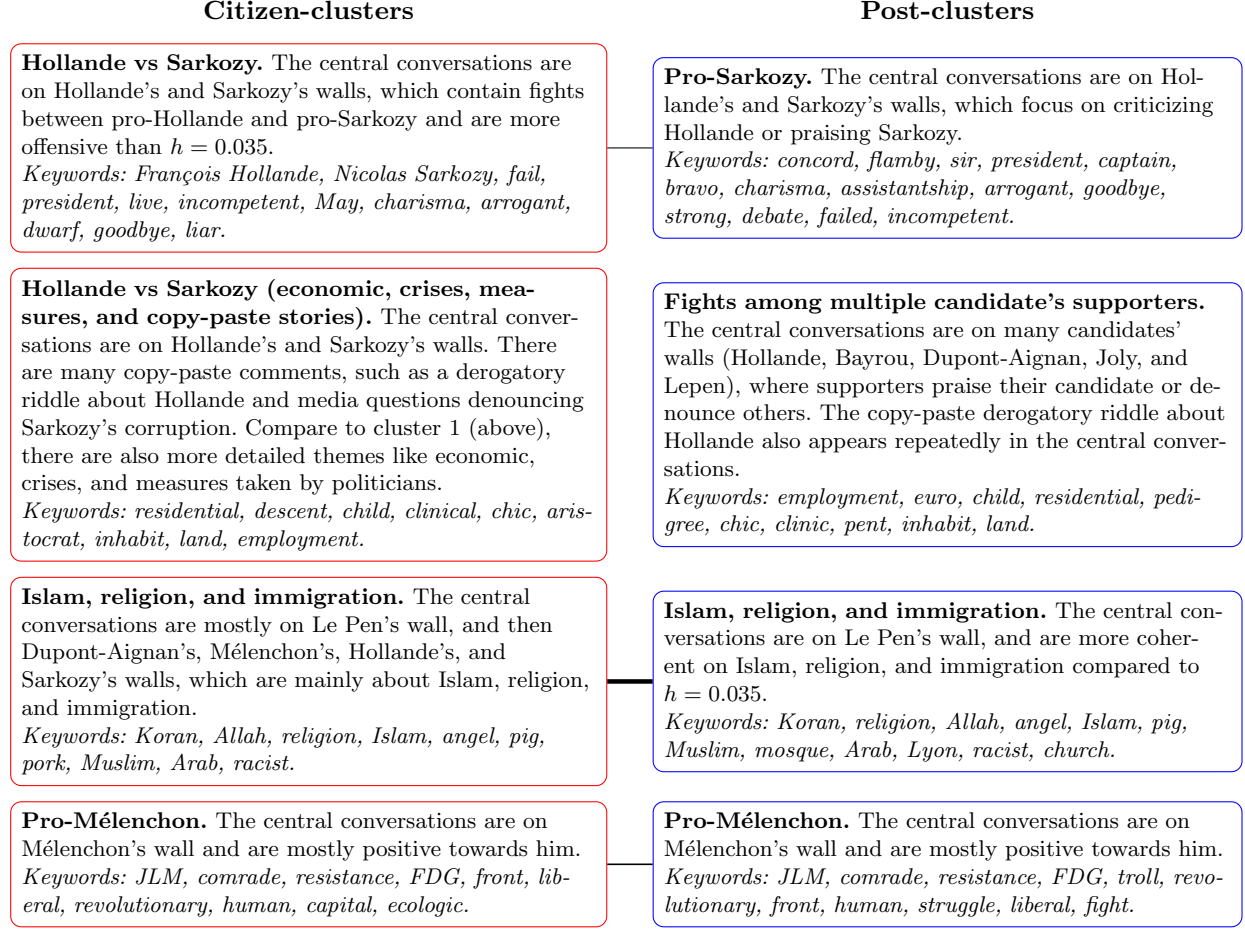 Citizen-clusters
Hollande vs Sarkozy. The central conversations are
on Hollande's and Sarkozy's walls, which contain fights
between pro-Hollande and pro-Sarkozy and are more
offensive than h = 0.035.
Keywords: François Hollande, Nicolas Sarkozy, fail,
president, live, incompetent, May, charisma, arrogant,
dwarf, goodbye, liar.
Hollande vs Sarkozy (economic, crises, mea-
sures, and copy-paste stories). The central conver-
sations are on Hollande's and Sarkozy's walls. There
are many copy-paste comments, such as a derogatory
riddle about Hollande and media questions denouncing
Sarkozy's corruption. Compare to cluster 1 (above),
there are also more detailed themes like economic,
crises, and measures taken by politicians.
Keywords: residential, descent, child, clinical, chic, aris-
tocrat, inhabit, land, employment.
Islam, religion, and immigration. The central
conversations are mostly on Le Pen's wall, and then
Dupont-Aignan's, Mélenchon's, Hollande's, and
Sarkozy's walls, which are mainly about Islam, religion,
and immigration.
Keywords: Koran, Allah, religion, Islam, angel, pig,
pork, Muslim, Arab, racist.
Pro-Mélenchon. The central conversations are on
Mélenchon's wall and are mostly positive towards him.
Keywords: JLM, comrade, resistance, FDG, front, lib-
eral, revolutionary, human, capital, ecologic.
Post-clusters
Pro-Sarkozy. The central conversations are on Hol-
lande's and Sarkozy's walls, which focus on criticizing
Hollande or praising Sarkozy.
Keywords: concord, flamby, sir, president, captain,
bravo, charisma, assistantship, arrogant, goodbye,
strong, debate, failed, incompetent.
Fights among multiple candidate's supporters.
The central conversations are on many candidates'
walls (Hollande, Bayrou, Dupont-Aignan, Joly, and
Lepen), where supporters praise their candidate or de-
nounce others. The copy-paste derogatory riddle about
Hollande also appears repeatedly in the central conver-
sations.
Keywords: employment, euro, child, residential, pedi-
gree, chic, clinic, pent, inhabit, land.
Islam, religion, and immigration. The central con-
versations are on Le Pen's wall, and are more coher-
ent on Islam, religion, and immigration compared to
h = 0.035.
Keywords: Koran, religion, Allah, angel, Islam, pig,
Muslim, mosque, Arab, Lyon, racist, church.
Pro-Mélenchon. The central conversations are on
Mélenchon's wall and are mostly positive towards him.
Keywords: JLM, comrade, resistance, FDG, troll, revo-
lutionary, front, human, struggle, liberal, fight.